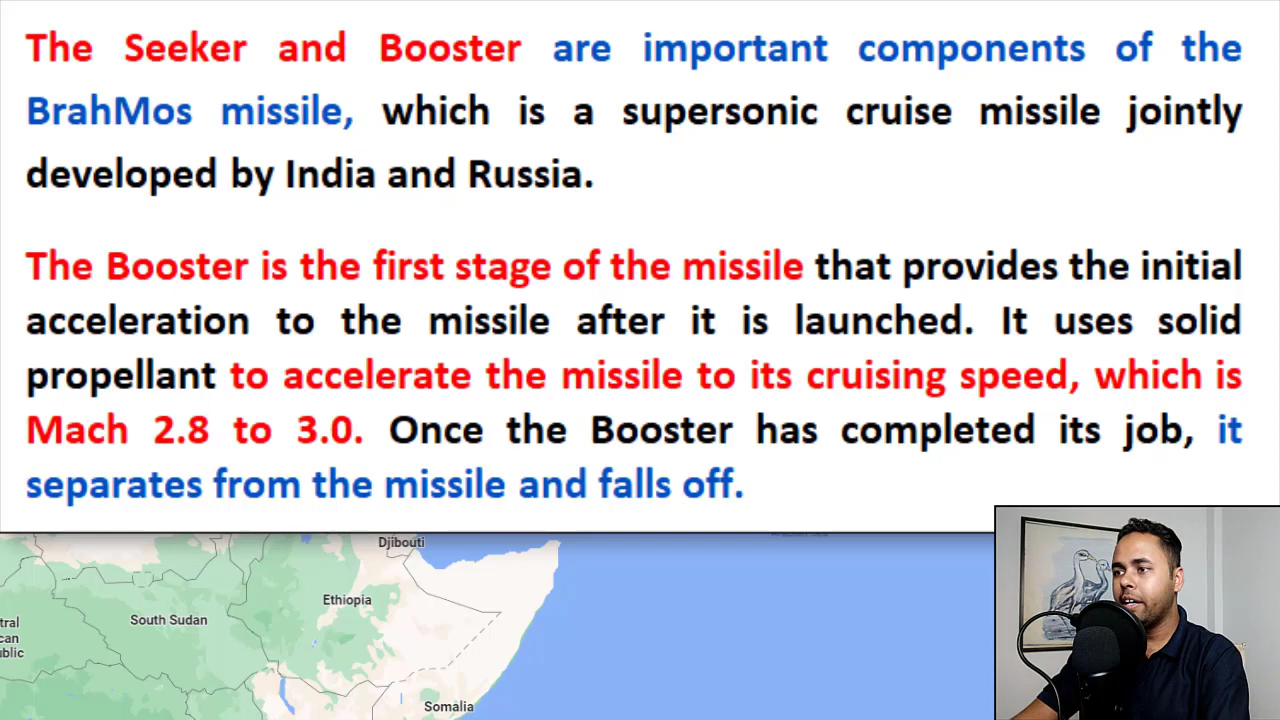 The Seeker and Booster are important components of the
BrahMos missile, which is a supersonic cruise missile jointly
developed by India and Russia.
The Booster is the first stage of the missile that provides the initial
acceleration to the missile after it is launched. It uses solid
propellant to accelerate the missile to its cruising speed, which is
Mach 2.8 to 3.0. Once the Booster has completed its job, it
separates from the missile and falls off.
Djibouti
Ethiopia
South Sudan
Somalia